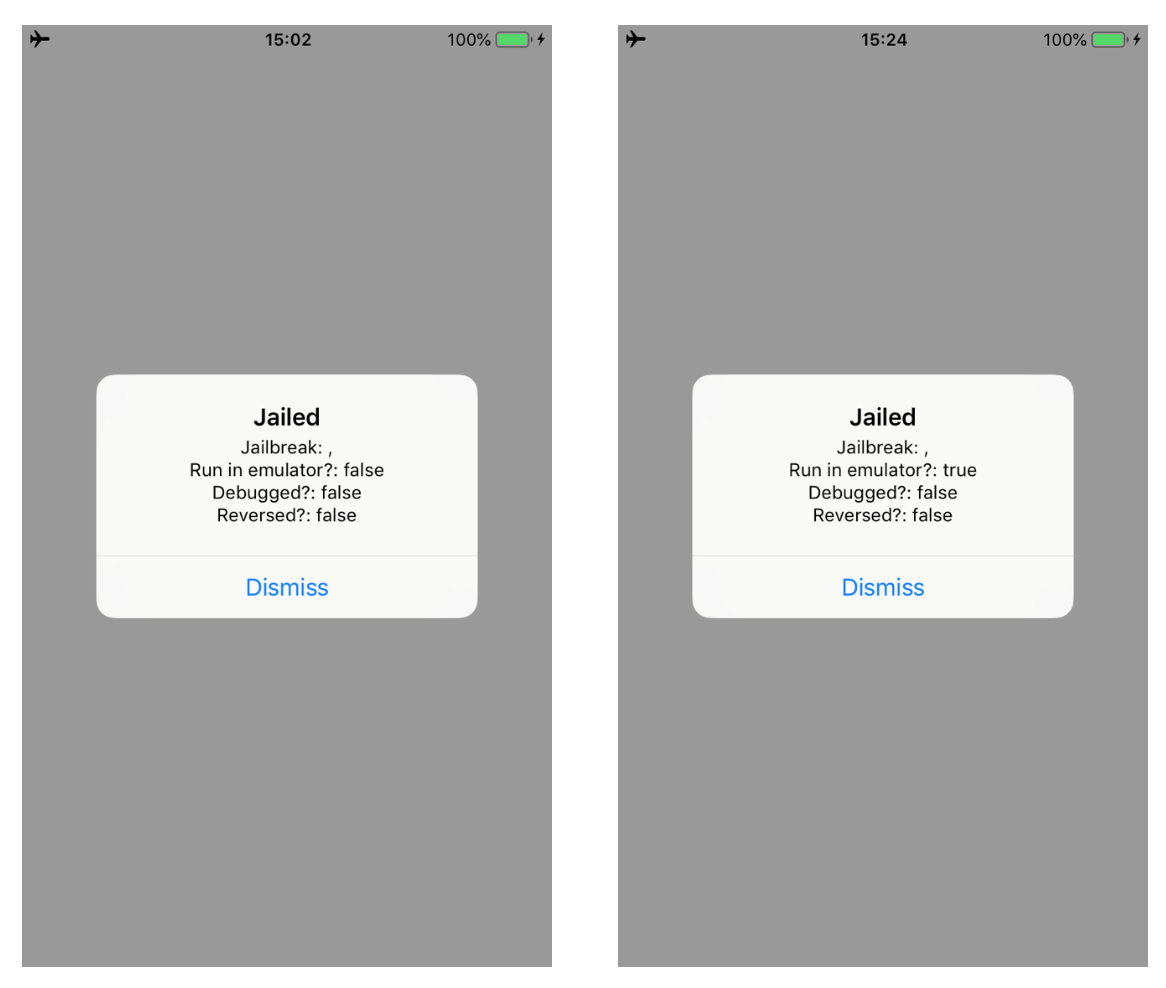 15:02
100%
Jailed
Jailbreak: ,
Run in emulator?: false
Debugged?: false
Reversed?: false
Dismiss
15:24
100%
Jailed
Jailbreak: ,
Run in emulator?: true
Debugged?: false
Reversed?: false
Dismiss